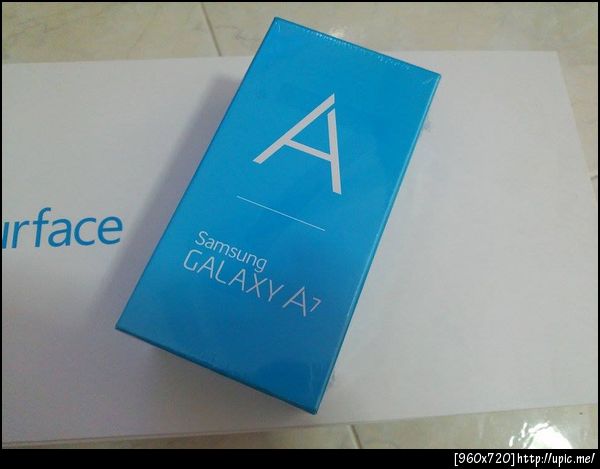 A
Samsung
GALAXY A7
urface
[960x720]http://upic.me/